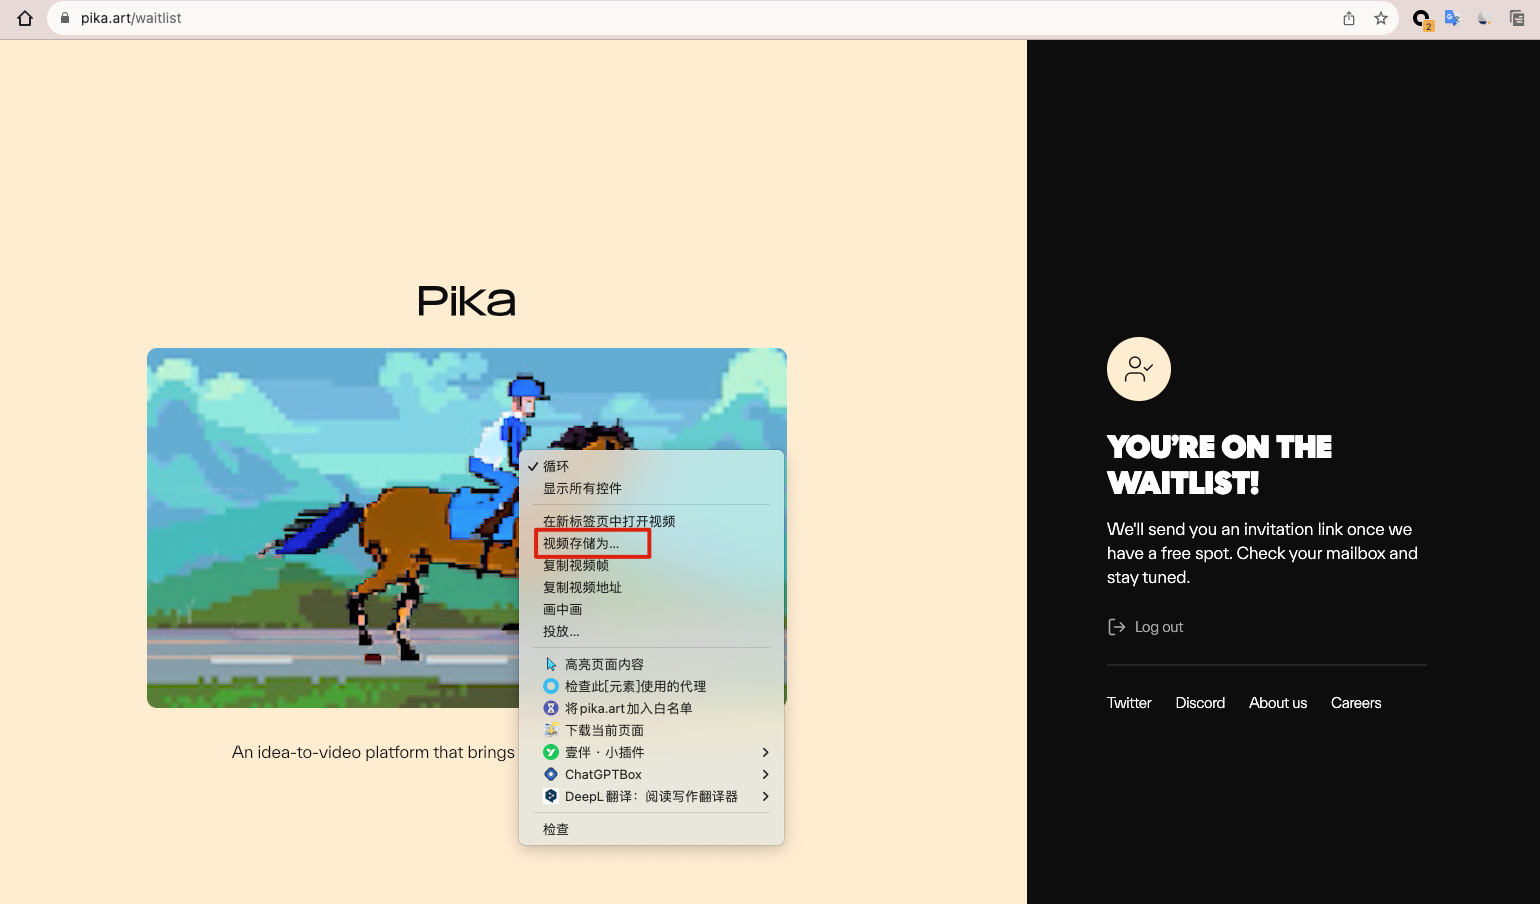 pika.art/waitlist
2
Pika
✓ 循环
显示所有控件
在新标签页中打开视频
视频存储为...
复制视频帧
复制视频地址
画中画
投放...
高亮页面内容
检查此[元素]使用的代理
将pika.art加入白名单
下载当前页面
壹伴 · 小插件
ChatGPTBox
DeepL翻译：阅读写作翻译器
检查
An idea-to-video platform that brings
YOU'RE ON THE
WAITLIST!
We'll send you an invitation link once we
have a free spot. Check your mailbox and
stay tuned.
Log out
Twitter Discord About us Careers